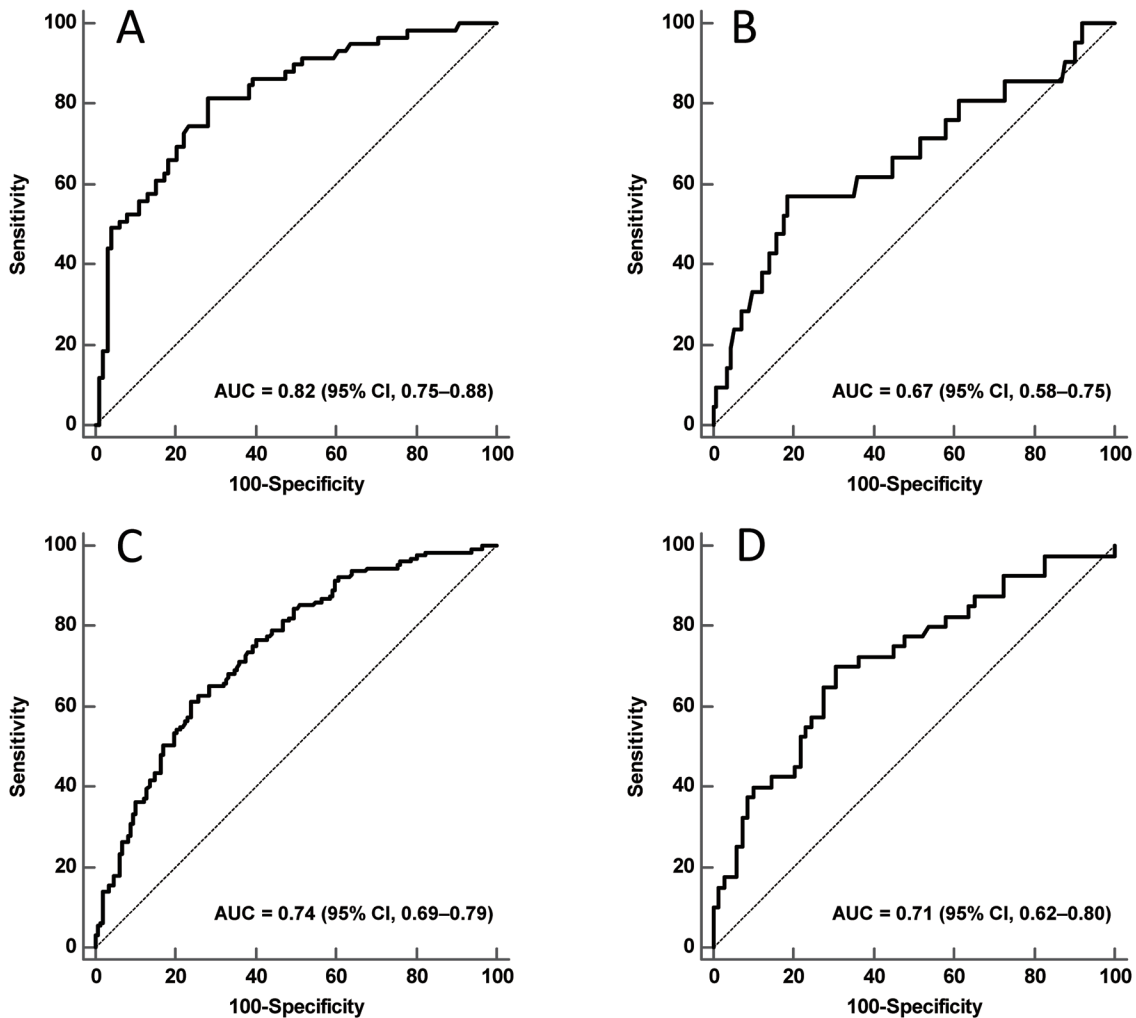 A
100
80
60
40
20
0
Sensitivity
AUC = 0.82 (95% CI, 0.75–0.88)
0 20 40 60 80 100
100-Specificity
B
100
80
60
40
20
0
Sensitivity
AUC = 0.67 (95% CI, 0.58–0.75)
0 20 40 60 80 100
100-Specificity
C
100
80
60
40
20
0
Sensitivity
AUC = 0.74 (95% CI, 0.69–0.79)
0 20 40 60 80 100
100-Specificity
D
100
80
60
40
20
0
Sensitivity
AUC = 0.71 (95% CI, 0.62–0.80)
0 20 40 60 80 100
100-Specificity